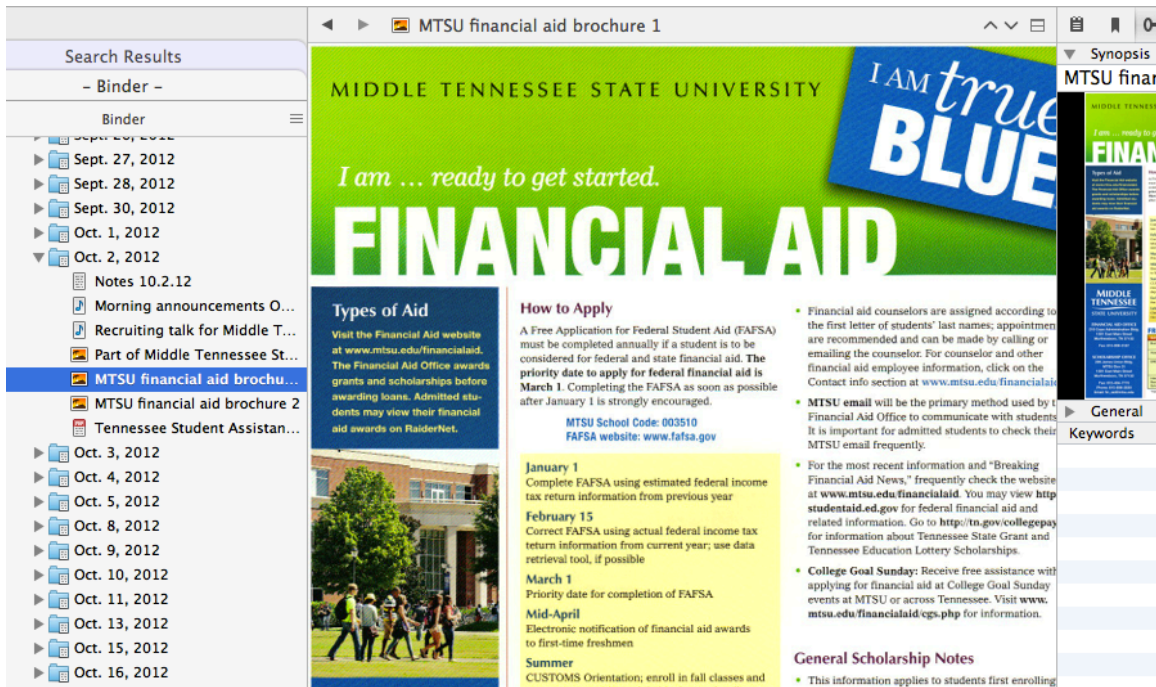 MTSU financial aid brochure 1
Search Results
– Binder –
Binder
Sept. 27, 2012
Sept. 28, 2012
Sept. 30, 2012
Oct. 1, 2012
Oct. 2, 2012
Notes 10.2.12
Morning announcements O...
Recruiting talk for Middle T...
Part of Middle Tennessee St...
MTSU financial aid brochu...
MTSU financial aid brochure 2
Tennessee Student Assistan...
Oct. 3, 2012
Oct. 4, 2012
Oct. 5, 2012
Oct. 8, 2012
Oct. 9, 2012
Oct. 10, 2012
Oct. 11, 2012
Oct. 13, 2012
Oct. 15, 2012
Oct. 16, 2012
MIDDLE TENNESSEE STATE UNIVERSITY
I AM true
BLUE
I am ... ready to get started.
FINANCIAL AID
Types of Aid
Visit the Financial Aid website
at www.mtsu.edu/financialaid.
The Financial Aid Office awards
grants and scholarships before
awarding loans. Admitted stu-
dents may view their financial
aid awards on RaiderNet.
How to Apply
A Free Application for Federal Student Aid (FAFSA)
must be completed annually if a student is to be
considered for federal and state financial aid. The
priority date to apply for federal financial aid is
March 1. Completing the FAFSA as soon as possible
after January 1 is strongly encouraged.
MTSU School Code: 003510
FAFSA website: www.fafsa.gov
January 1
Complete FAFSA using estimated federal income
tax return information from previous year
February 15
Correct FAFSA using actual federal income tax
return information from current year; use data
retrieval tool, if possible
March 1
Priority date for completion of FAFSA
Mid-April
Electronic notification of financial aid awards
to first-time freshmen
Summer
CUSTOMS Orientation; enroll in fall classes and
• Financial aid counselors are assigned according to
the first letter of students' last names; appointmen
are recommended and can be made by calling or
emailing the counselor. For counselor and other
financial aid employee information, click on the
Contact info section at www.mtsu.edu/financialaid
• MTSU email will be the primary method used by t
Financial Aid Office to communicate with students
It is important for admitted students to check their
MTSU email frequently.
• For the most recent information and “Breaking
Financial Aid News,” frequently check the website
at www.mtsu.edu/financialaid. You may view http
studentaid.ed.gov for federal financial aid and
related information. Go to http://tn.gov/collegepay
for information about Tennessee State Grant and
Tennessee Education Lottery Scholarships.
• College Goal Sunday: Receive free assistance with
applying for financial aid at College Goal Sunday
events at MTSU or across Tennessee. Visit www.
mtsu.edu/financialaid/cgs.php for information.
General Scholarship Notes
• This information applies to students first enrolling
Synopsis
MTSU finan
MIDDLE TENNESS
FINAN
Types of Aid
MIDDLE
TENNESSEE
STATE UNIVERSITY
General
Keywords